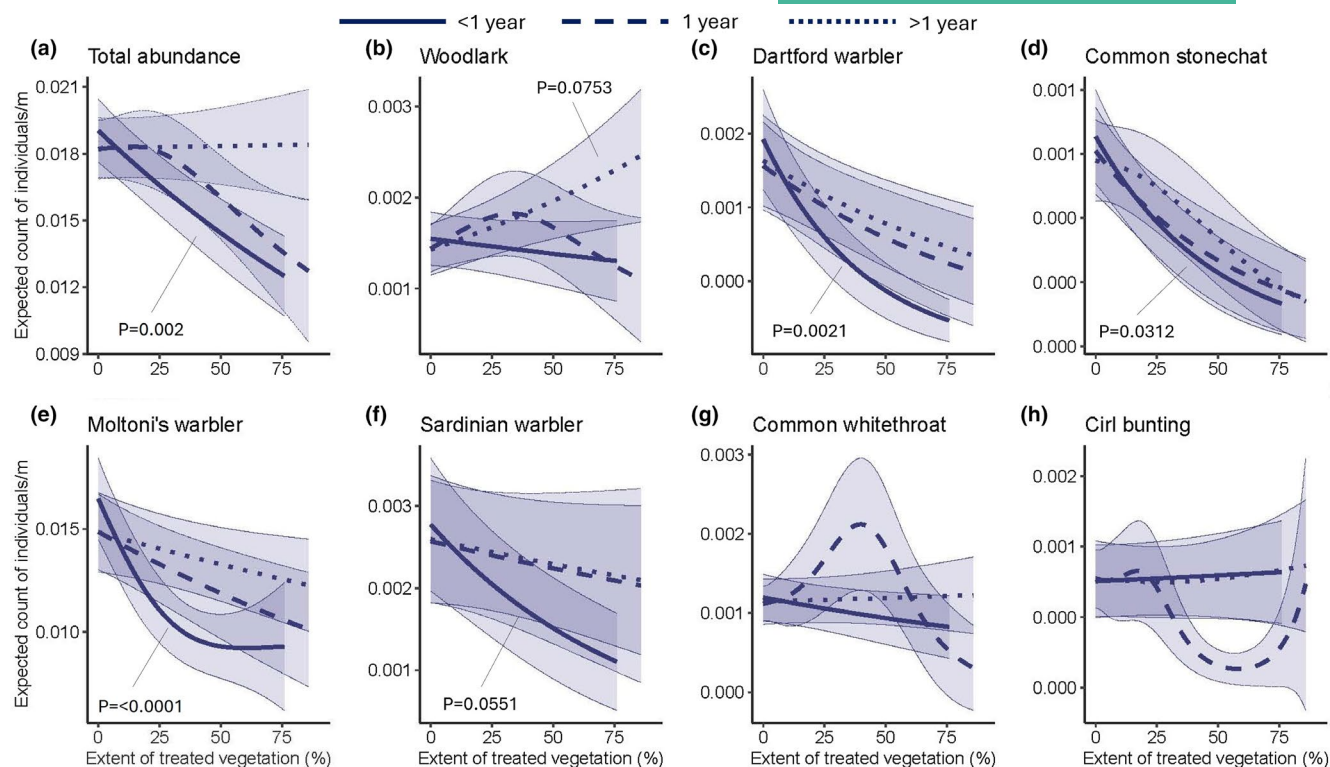 <1 year 1 year >1 year
(a) Total abundance
(b) Woodlark
(c) Dartford warbler
(d) Common stonechat
Expected count of individuals/m
0.021
0.018
0.015
0.012
0.009
P=0.002
0 25 50 75
0.003
0.002
0.001
P=0.0753
0 25 50 75
0.002
0.001
0.000
P=0.0021
0 25 50 75
0.001
0.001
0.000
0.000
0.000
P=0.0312
0 25 50 75
(e) Moltoni's warbler
(f) Sardinian warbler
(g) Common whitethroat
(h) Cirl bunting
Expected count of individuals/m
0.015
0.010
P=<0.0001
0 25 50 75
Extent of treated vegetation (%)
0.003
0.002
0.001
P=0.0551
0 25 50 75
Extent of treated vegetation (%)
0.003
0.002
0.001
0.000
0 25 50 75
Extent of treated vegetation (%)
0.002
0.001
0.000
0.000
0 25 50 75
Extent of treated vegetation (%)